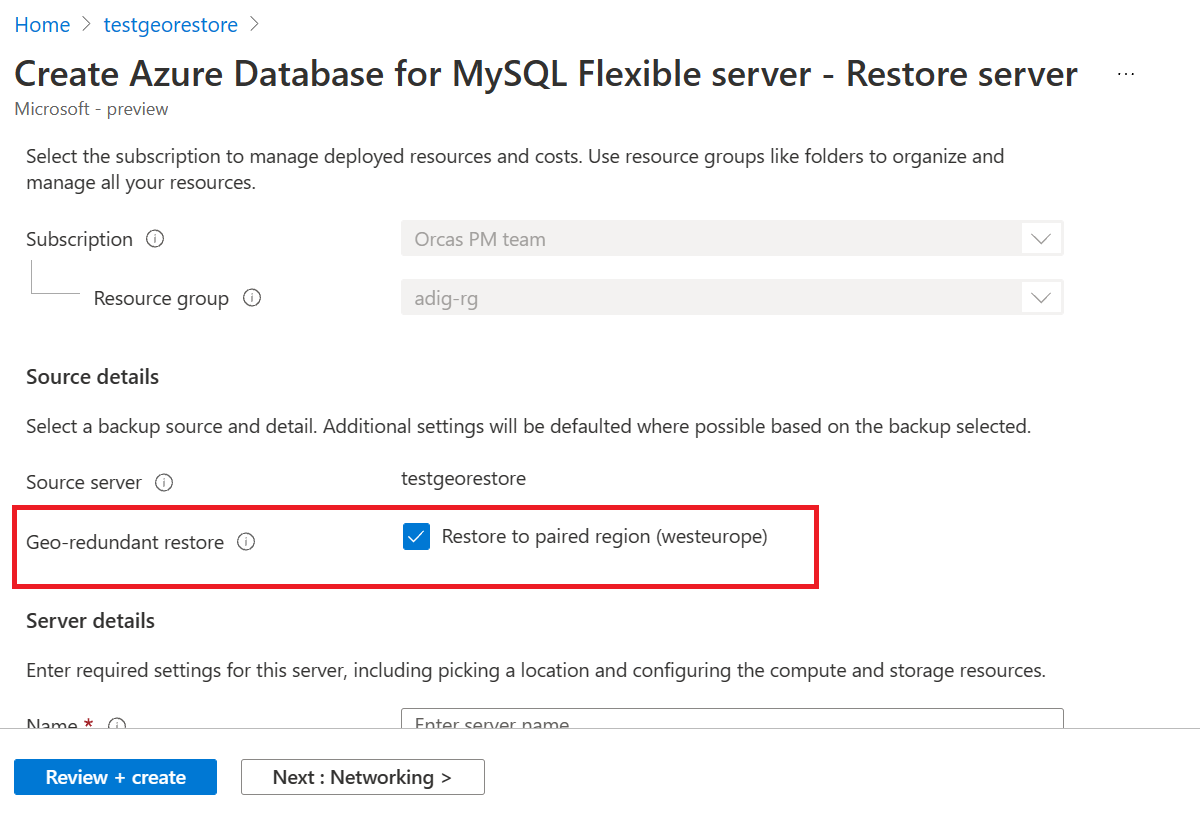 Home > testgeorestore >
Create Azure Database for MySQL Flexible server - Restore server ...
Microsoft - preview
Select the subscription to manage deployed resources and costs. Use resource groups like folders to organize and
manage all your resources.
Subscription
Orcas PM team
Resource group
adig-rg
Source details
Select a backup source and detail. Additional settings will be defaulted where possible based on the backup selected.
Source server
testgeorestore
Geo-redundant restore
Restore to paired region (westeurope)
Server details
Enter required settings for this server, including picking a location and configuring the compute and storage resources.
Name *
Enter server name
Review + create
Next : Networking >